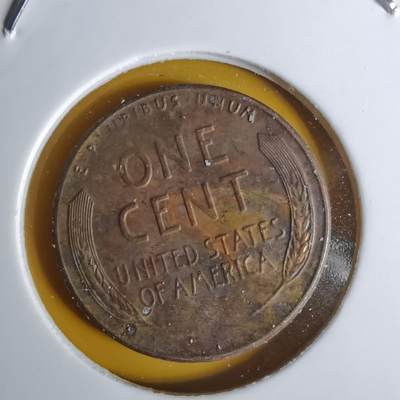 E PLURIBUS UNUM
ONE
CENT
UNITED STATES
OF AMERICA